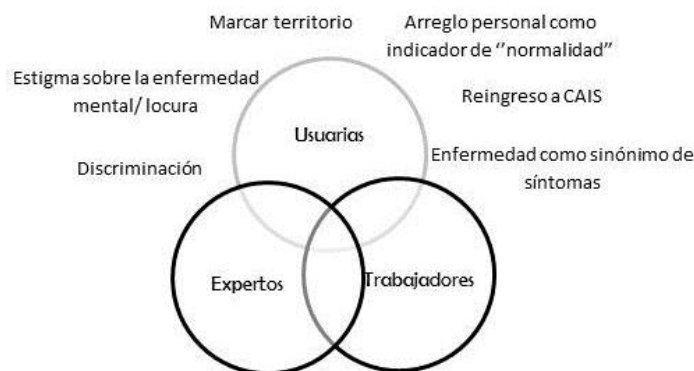 Marcar territorio
Arreglo personal como
indicador de ‘‘normalidad”
Estigma sobre la enfermedad
mental/ locura
Reingreso a CAIS
Usuarias
Discriminación
Enfermedad como sinónimo de
síntomas
Expertos
Trabajadores